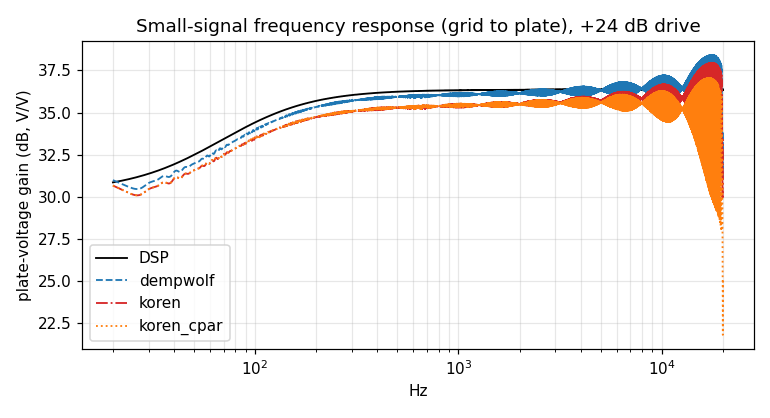 Small-signal frequency response (grid to plate), +24 dB drive
plate-voltage gain (dB, V/V)
37.5
35.0
32.5
30.0
27.5
25.0
22.5
DSP
dempwolf
koren
koren_cpar
10²
10³
10⁴
Hz